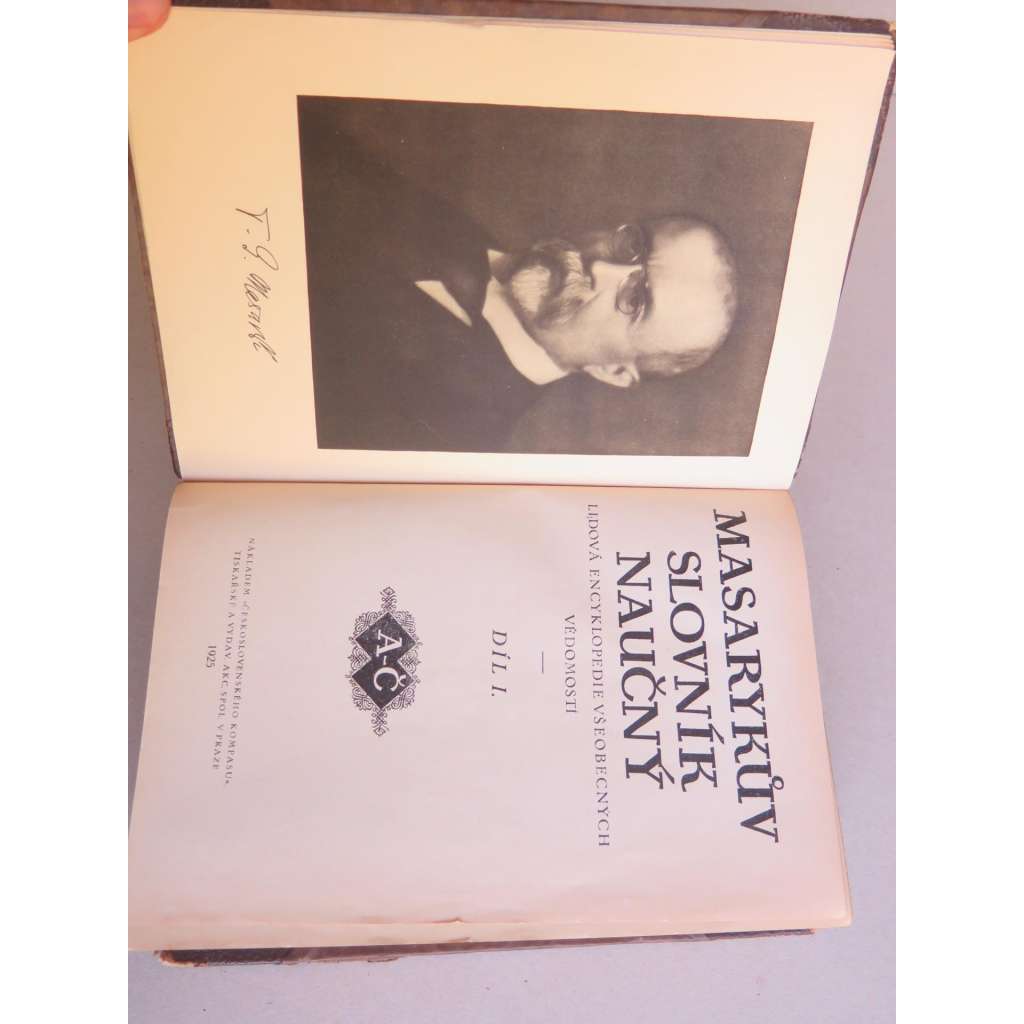 T. G. Masaryk
MASARYKŮV
SLOVNÍK
NAUČNÝ
LIDOVÁ ENCYKLOPEDIE VŠEOBECNÝCH
VĚDOMOSTÍ
DÍL I.
A-Č
NÁKLADEM »ČESKOSLOVENSKÉHO KOMPASU«,
TISKAŘSKÉ A VYDAV. AKC. SPOL. V PRAZE
1925